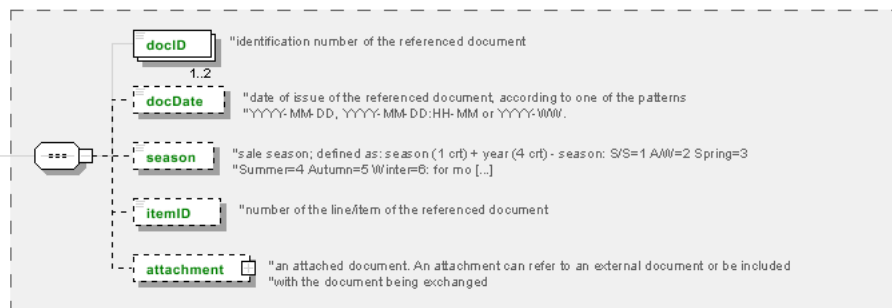 docID "identification number of the referenced document
1..2
docDate "date of issue of the referenced document, according to one of the patterns
"YYYY-MM-DD, YYYY-MM-DD:HH-MM or YYYY-WW.
season "sale season; defined as: season (1 crt) + year (4 crt) - season: S/S=1 A/W=2 Spring=3
"Summer=4 Autumn=5 Winter=6: for mo [...]
itemID "number of the line/item of the referenced document
attachment "an attached document. An attachment can refer to an external document or be included
"with the document being exchanged